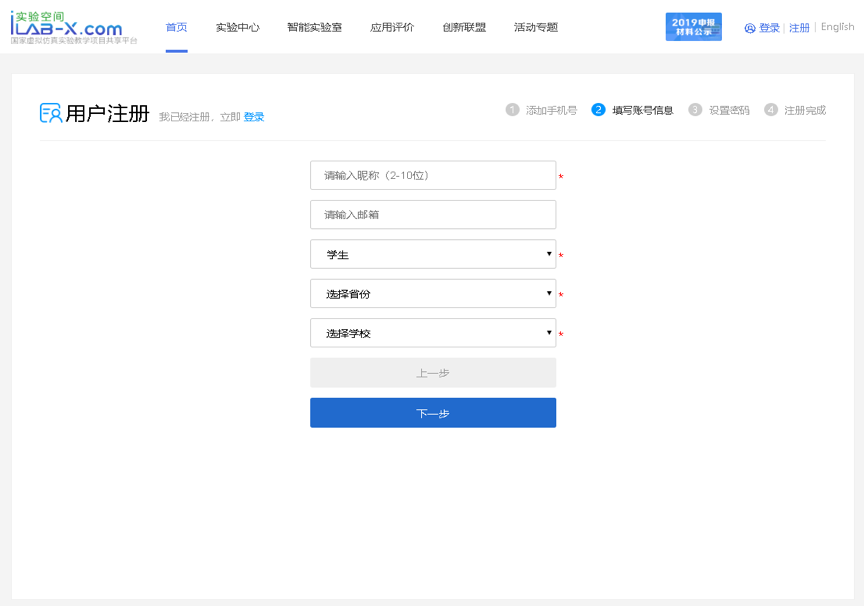 实验空间
iLAB-X.com
国家虚拟仿真实验教学项目共享平台
首页 实验中心 智能实验室 应用评价 创新联盟 活动专题
2019申报
材料公示
登录 | 注册 | English
用户注册 我已经注册，立即 登录
1 添加手机号 2 填写账号信息 3 设置密码 4 注册完成
请输入昵称（2-10位） *
请输入邮箱
学生 ▼ *
选择省份 ▼ *
选择学校 ▼ *
上一步
下一步